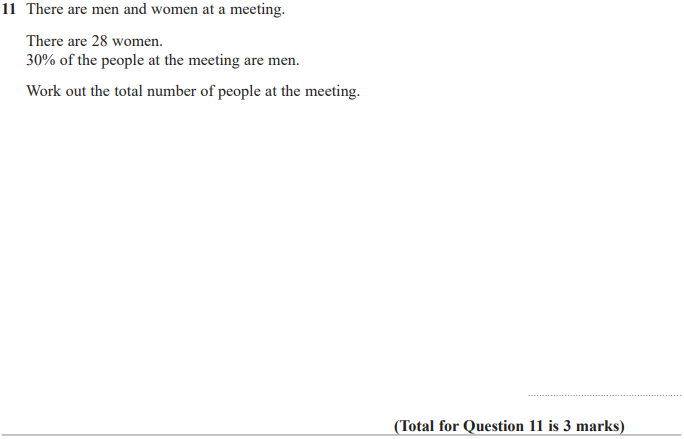 11 There are men and women at a meeting.
There are 28 women.
30% of the people at the meeting are men.
Work out the total number of people at the meeting.
(Total for Question 11 is 3 marks)